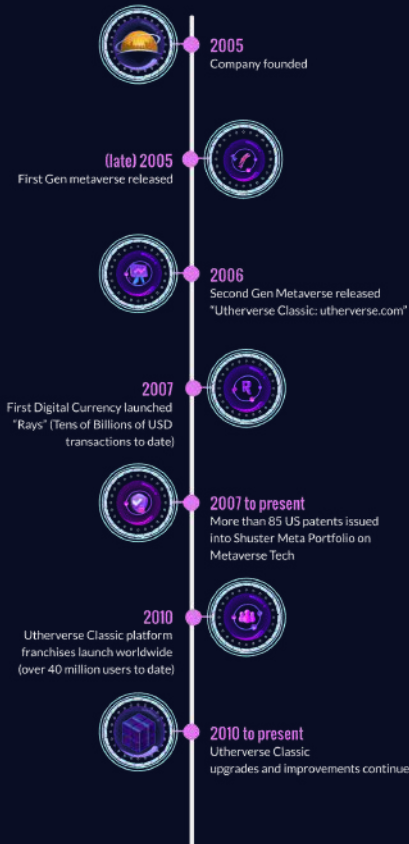 2005
Company founded
(late) 2005
First Gen metaverse released
2006
Second Gen Metaverse released
"Utherverse Classic: utherverse.com"
R
2007
First Digital Currency launched
"Rays" (Tens of Billions of USD
transactions to date)
2007 to present
More than 85 US patents issued
into Shuster Meta Portfolio on
Metaverse Tech
2010
Utherverse Classic platform
franchises launch worldwide
(over 40 million users to date)
2010 to present
Utherverse Classic
upgrades and improvements continue